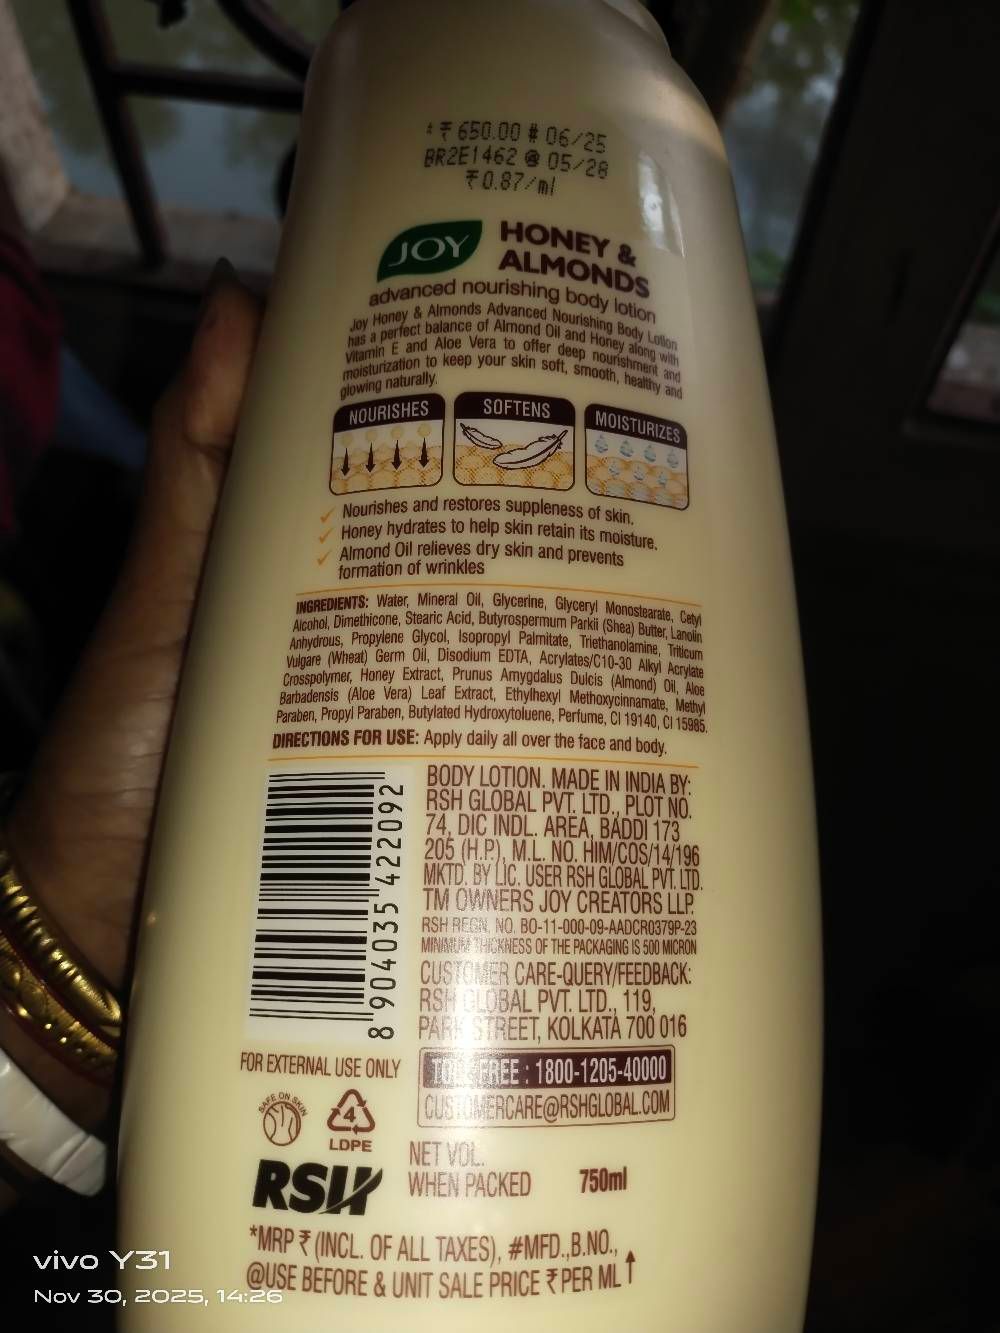 * ₹ 650.00 # 06/25
BR2E1462 @ 05/28
₹0.87/ml
JOY
HONEY &
ALMONDS
advanced nourishing body lotion
Joy Honey & Almonds Advanced Nourishing Body Lotion
has a perfect balance of Almond Oil and Honey along with
Vitamin E and Aloe Vera to offer deep nourishment and
moisturization to keep your skin soft, smooth, healthy and
glowing naturally.
NOURISHES
SOFTENS
MOISTURIZES
✓ Nourishes and restores suppleness of skin.
✓ Honey hydrates to help skin retain its moisture.
✓ Almond Oil relieves dry skin and prevents
formation of wrinkles
INGREDIENTS: Water, Mineral Oil, Glycerine, Glyceryl Monostearate, Cetyl
Alcohol, Dimethicone, Stearic Acid, Butyrospermum Parkii (Shea) Butter, Lanolin
Anhydrous, Propylene Glycol, Isopropyl Palmitate, Triethanolamine, Triticum
Vulgare (Wheat) Germ Oil, Disodium EDTA, Acrylates/C10-30 Alkyl Acrylate
Crosspolymer, Honey Extract, Prunus Amygdalus Dulcis (Almond) Oil, Aloe
Barbadensis (Aloe Vera) Leaf Extract, Ethylhexyl Methoxycinnamate, Methyl
Paraben, Propyl Paraben, Butylated Hydroxytoluene, Perfume, CI 19140, CI 15985.
DIRECTIONS FOR USE: Apply daily all over the face and body.
8 904035 422092
BODY LOTION. MADE IN INDIA BY:
RSH GLOBAL PVT. LTD., PLOT NO.
74, DIC INDL. AREA, BADDI 173
205 (H.P.), M.L. NO. HIM/COS/14/196
MKTD. BY LIC. USER RSH GLOBAL PVT. LTD.
TM OWNERS JOY CREATORS LLP.
RSH REGN. NO. BO-11-000-09-AADCR0379P-23
MINIMUM THICKNESS OF THE PACKAGING IS 500 MICRON
CUSTOMER CARE-QUERY/FEEDBACK:
RSH GLOBAL PVT. LTD., 119,
PARK STREET, KOLKATA 700 016
TOLL FREE : 1800-1205-40000
CUSTOMERCARE@RSHGLOBAL.COM
FOR EXTERNAL USE ONLY
SAFE ON SKIN
4
LDPE
RSH
NET VOL.
WHEN PACKED 750ml
*MRP ₹ (INCL. OF ALL TAXES), #MFD.,B.NO.,
@USE BEFORE & UNIT SALE PRICE ₹ PER ML ↑
vivo Y31
Nov 30, 2025, 14:26